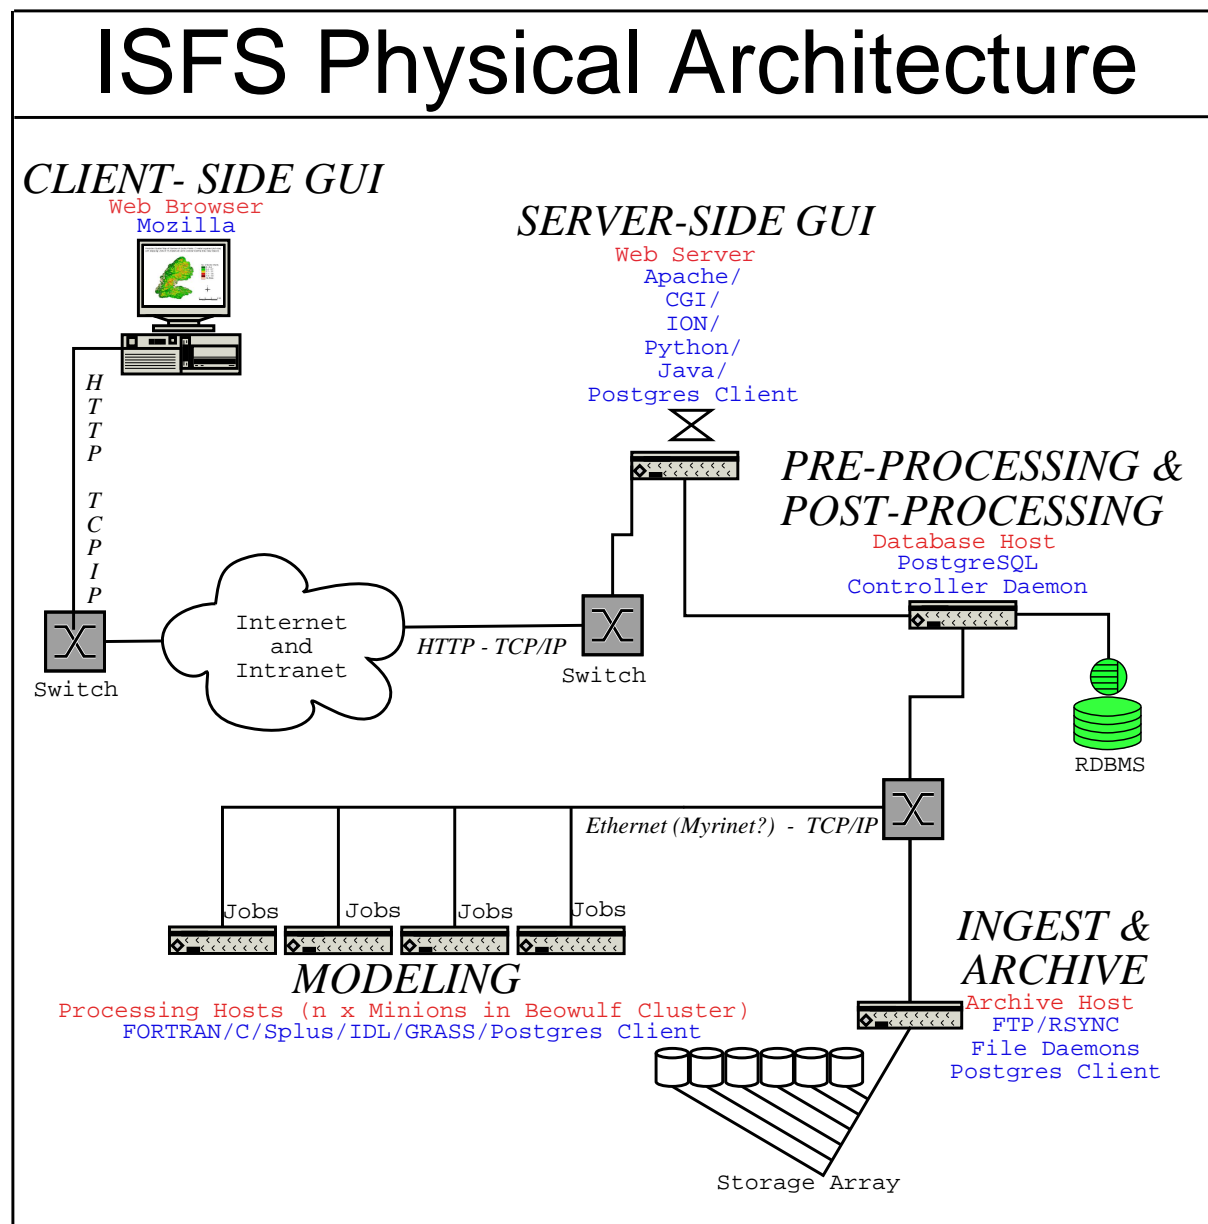 ISFS Physical Architecture
CLIENT- SIDE GUI
Web Browser
Mozilla
SERVER-SIDE GUI
Web Server
Apache/
CGI/
ION/
Python/
Java/
Postgres Client
HTTP TCPIP
PRE-PROCESSING &
POST-PROCESSING
Database Host
PostgreSQL
Controller Daemon
Internet
and
Intranet
HTTP - TCP/IP
Switch
Switch
RDBMS
Ethernet (Myrinet?) - TCP/IP
Jobs
Jobs
Jobs
Jobs
MODELING
Processing Hosts (n x Minions in Beowulf Cluster)
FORTRAN/C/Splus/IDL/GRASS/Postgres Client
INGEST &
ARCHIVE
Archive Host
FTP/RSYNC
File Daemons
Postgres Client
Storage Array